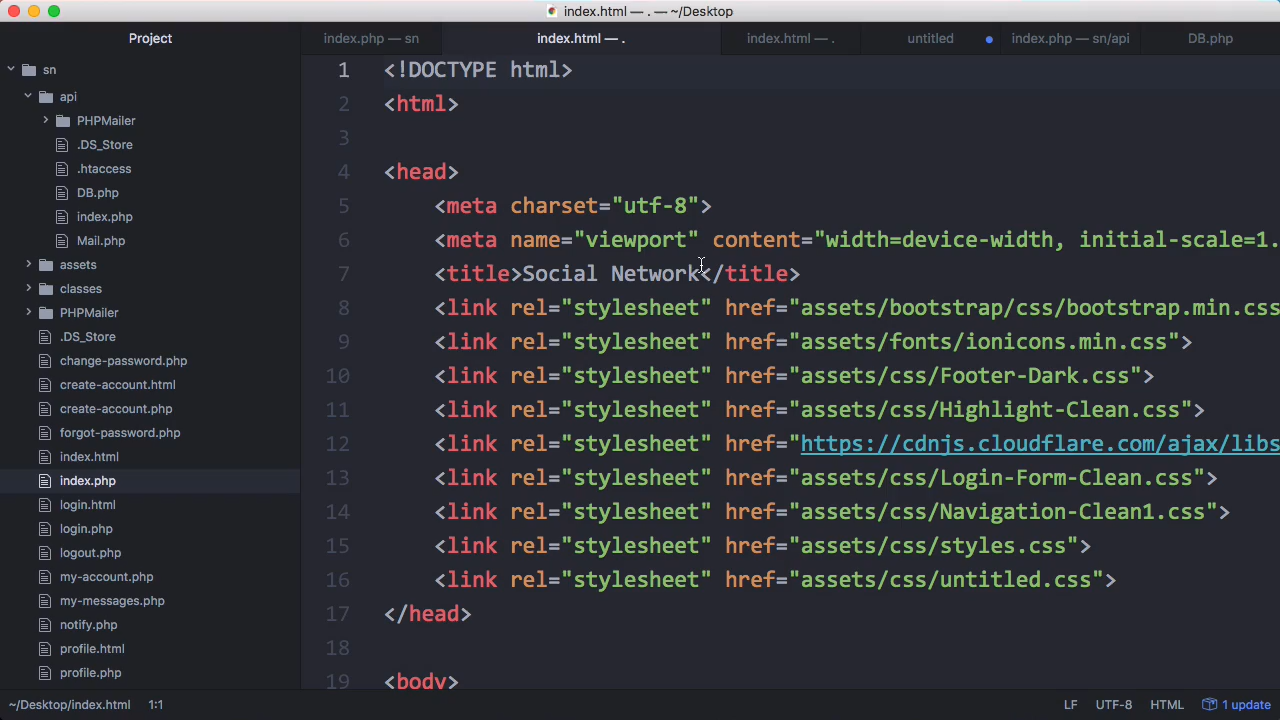 index.html — . — ~/Desktop
Project
index.php — sn
index.html — .
index.html — .
untitled
index.php — sn/api
DB.php
sn
api
PHPMailer
.DS_Store
.htaccess
DB.php
index.php
Mail.php
assets
classes
PHPMailer
.DS_Store
change-password.php
create-account.html
create-account.php
forgot-password.php
index.html
index.php
login.html
login.php
logout.php
my-account.php
my-messages.php
notify.php
profile.html
profile.php
1 <!DOCTYPE html>
2 <html>
3
4 <head>
5 <meta charset="utf-8">
6 <meta name="viewport" content="width=device-width, initial-scale=1.
7 <title>Social Network</title>
8 <link rel="stylesheet" href="assets/bootstrap/css/bootstrap.min.css
9 <link rel="stylesheet" href="assets/fonts/ionicons.min.css">
10 <link rel="stylesheet" href="assets/css/Footer-Dark.css">
11 <link rel="stylesheet" href="assets/css/Highlight-Clean.css">
12 <link rel="stylesheet" href="https://cdnjs.cloudflare.com/ajax/libs
13 <link rel="stylesheet" href="assets/css/Login-Form-Clean.css">
14 <link rel="stylesheet" href="assets/css/Navigation-Clean1.css">
15 <link rel="stylesheet" href="assets/css/styles.css">
16 <link rel="stylesheet" href="assets/css/untitled.css">
17 </head>
18
19 <body>
~/Desktop/index.html 1:1 LF UTF-8 HTML 1 update